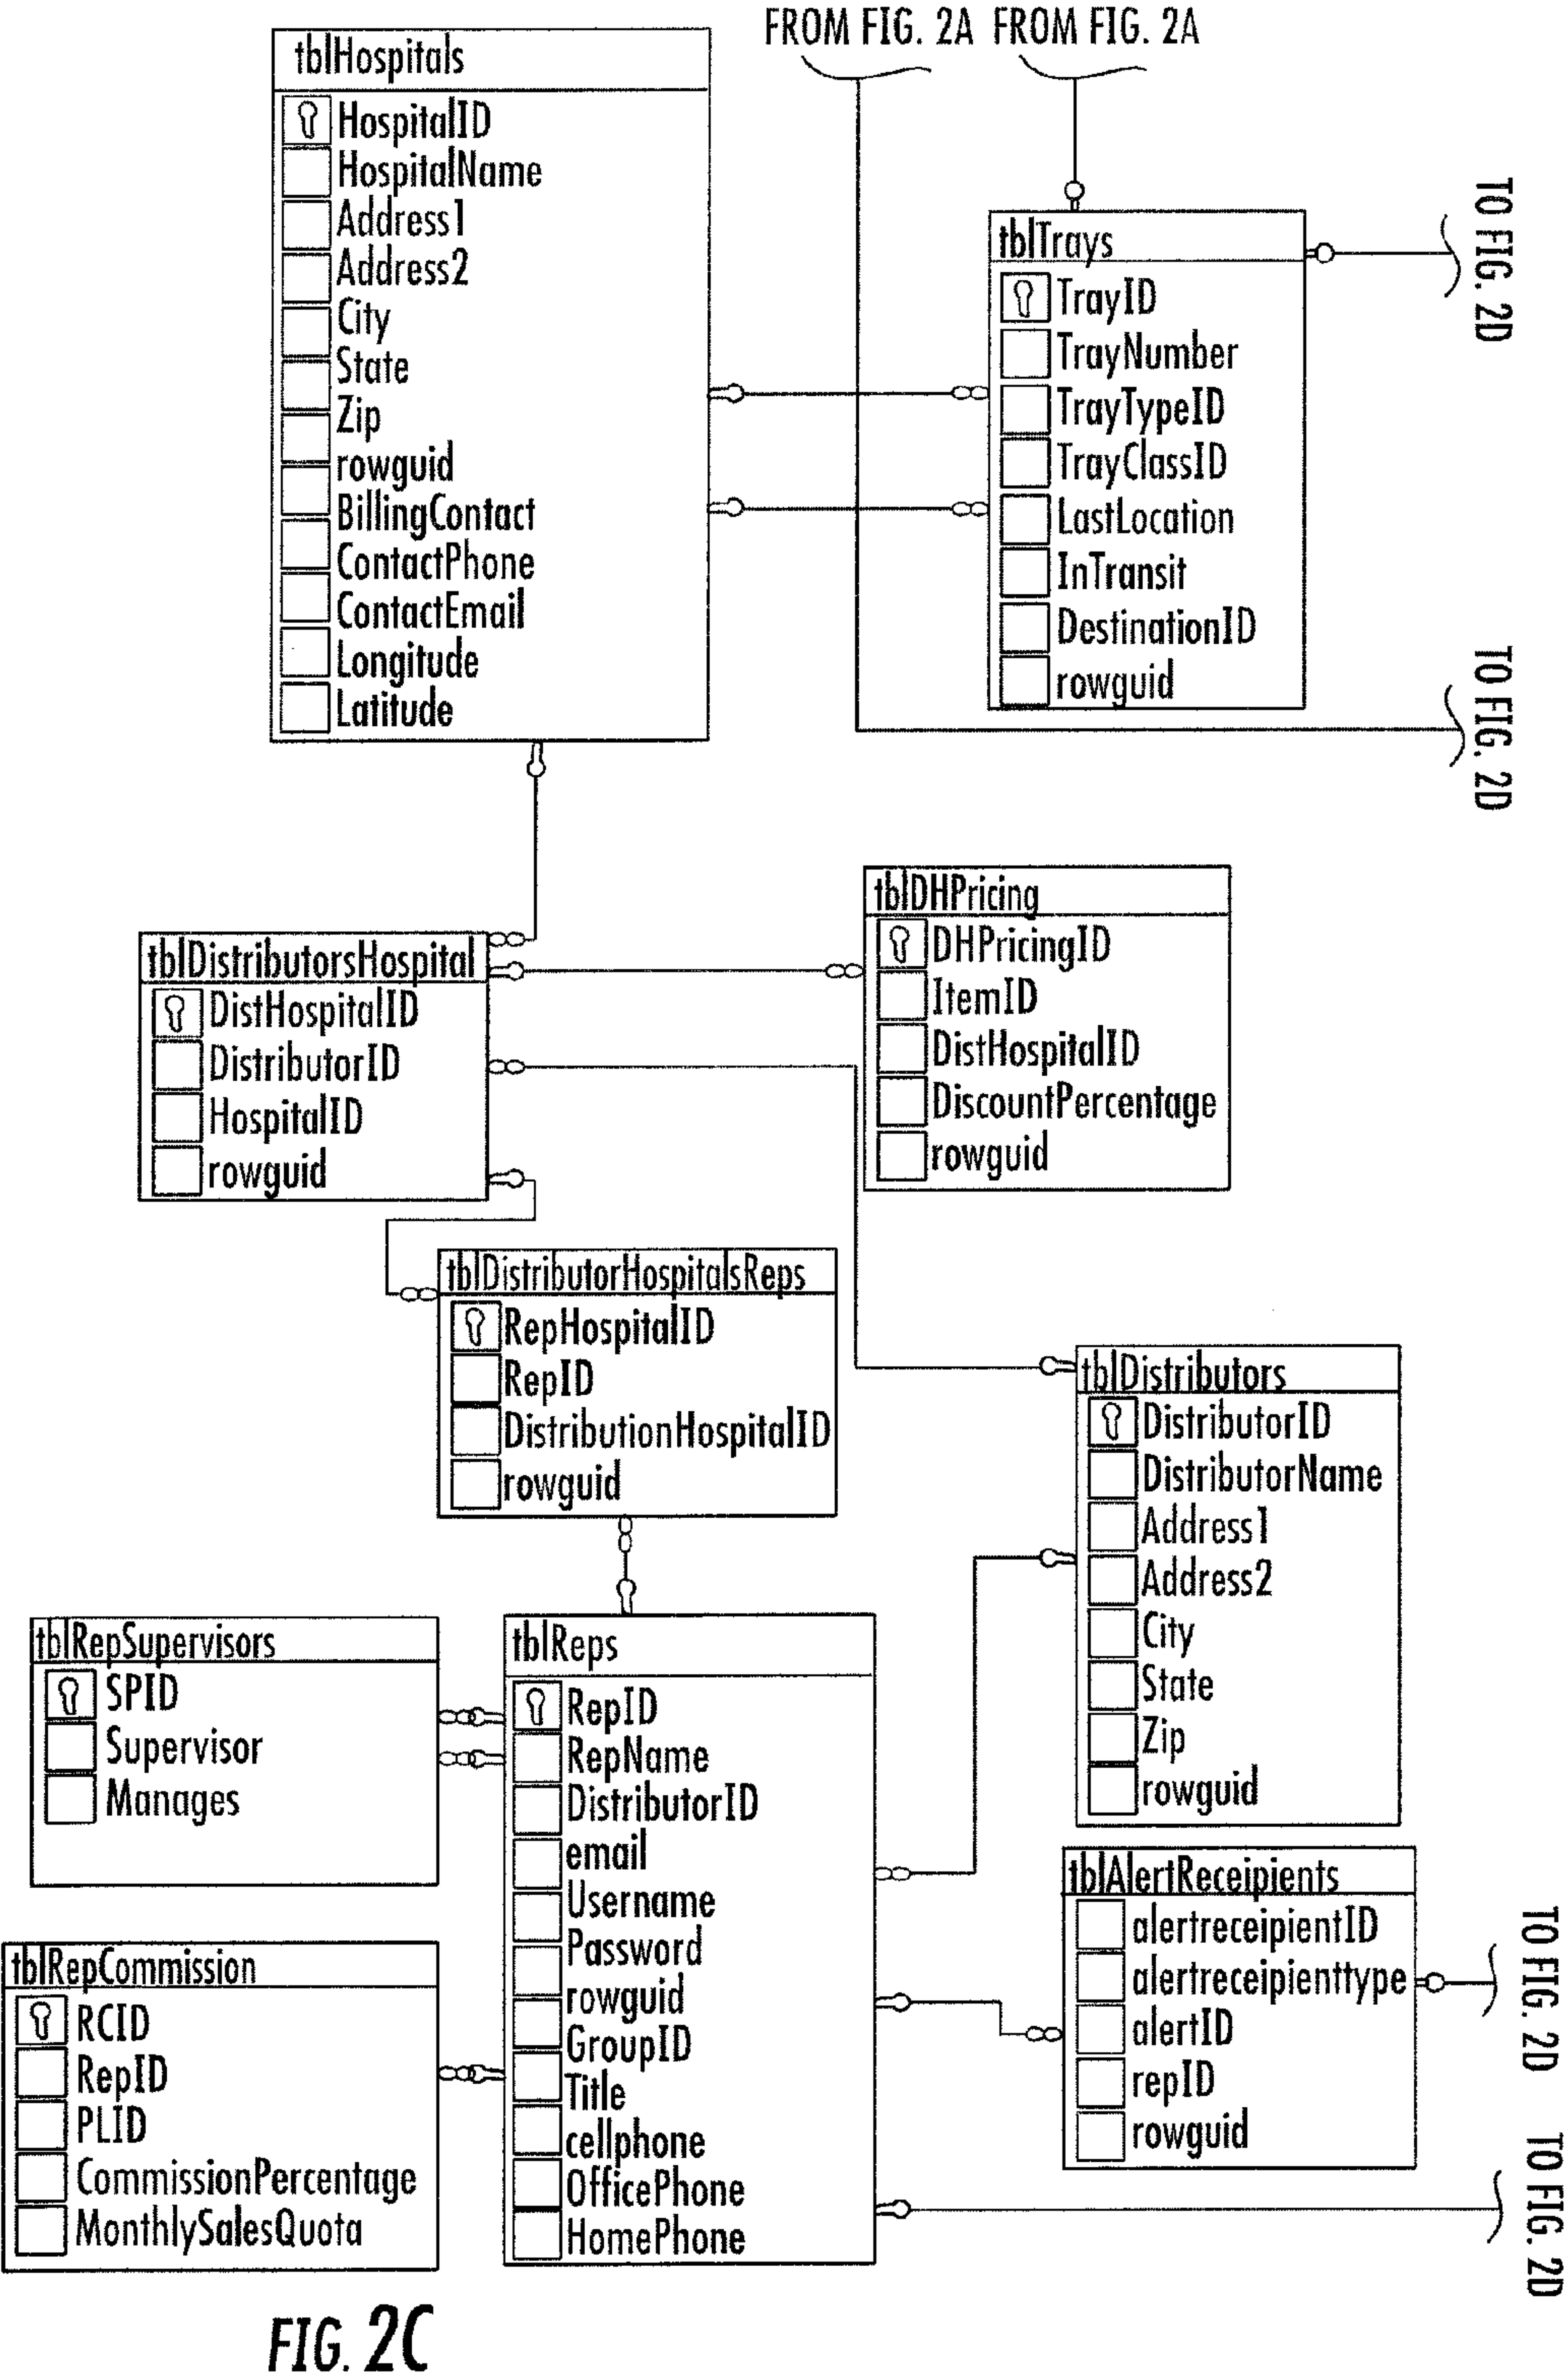 FROM FIG. 2A
FROM FIG. 2A
tblHospitals
HospitalID
HospitalName
Address1
Address2
City
State
Zip
rowguid
BillingContact
ContactPhone
ContactEmail
Longitude
Latitude
tblTrays
TrayID
TrayNumber
TrayTypeID
TrayClassID
LastLocation
InTransit
DestinationID
rowguid
TO FIG. 2D
TO FIG. 2D
tblDHPricing
DHPricingID
ItemID
DistHospitalID
DiscountPercentage
rowguid
tblDistributorsHospital
DistHospitalID
DistributorID
HospitalID
rowguid
tblDistributorHospitalsReps
RepHospitalID
RepID
DistributionHospitalID
rowguid
tblDistributors
DistributorID
DistributorName
Address1
Address2
City
State
Zip
rowguid
tblRepSupervisors
SPID
Supervisor
Manages
tblReps
RepID
RepName
DistributorID
email
Username
Password
rowguid
GroupID
Title
cellphone
OfficePhone
HomePhone
tblAlertReceipients
alertreceipientID
alertreceipienttype
alertID
repID
rowguid
TO FIG. 2D
TO FIG. 2D
tblRepCommission
RCID
RepID
PLID
CommissionPercentage
MonthlySalesQuota
FIG. 2C